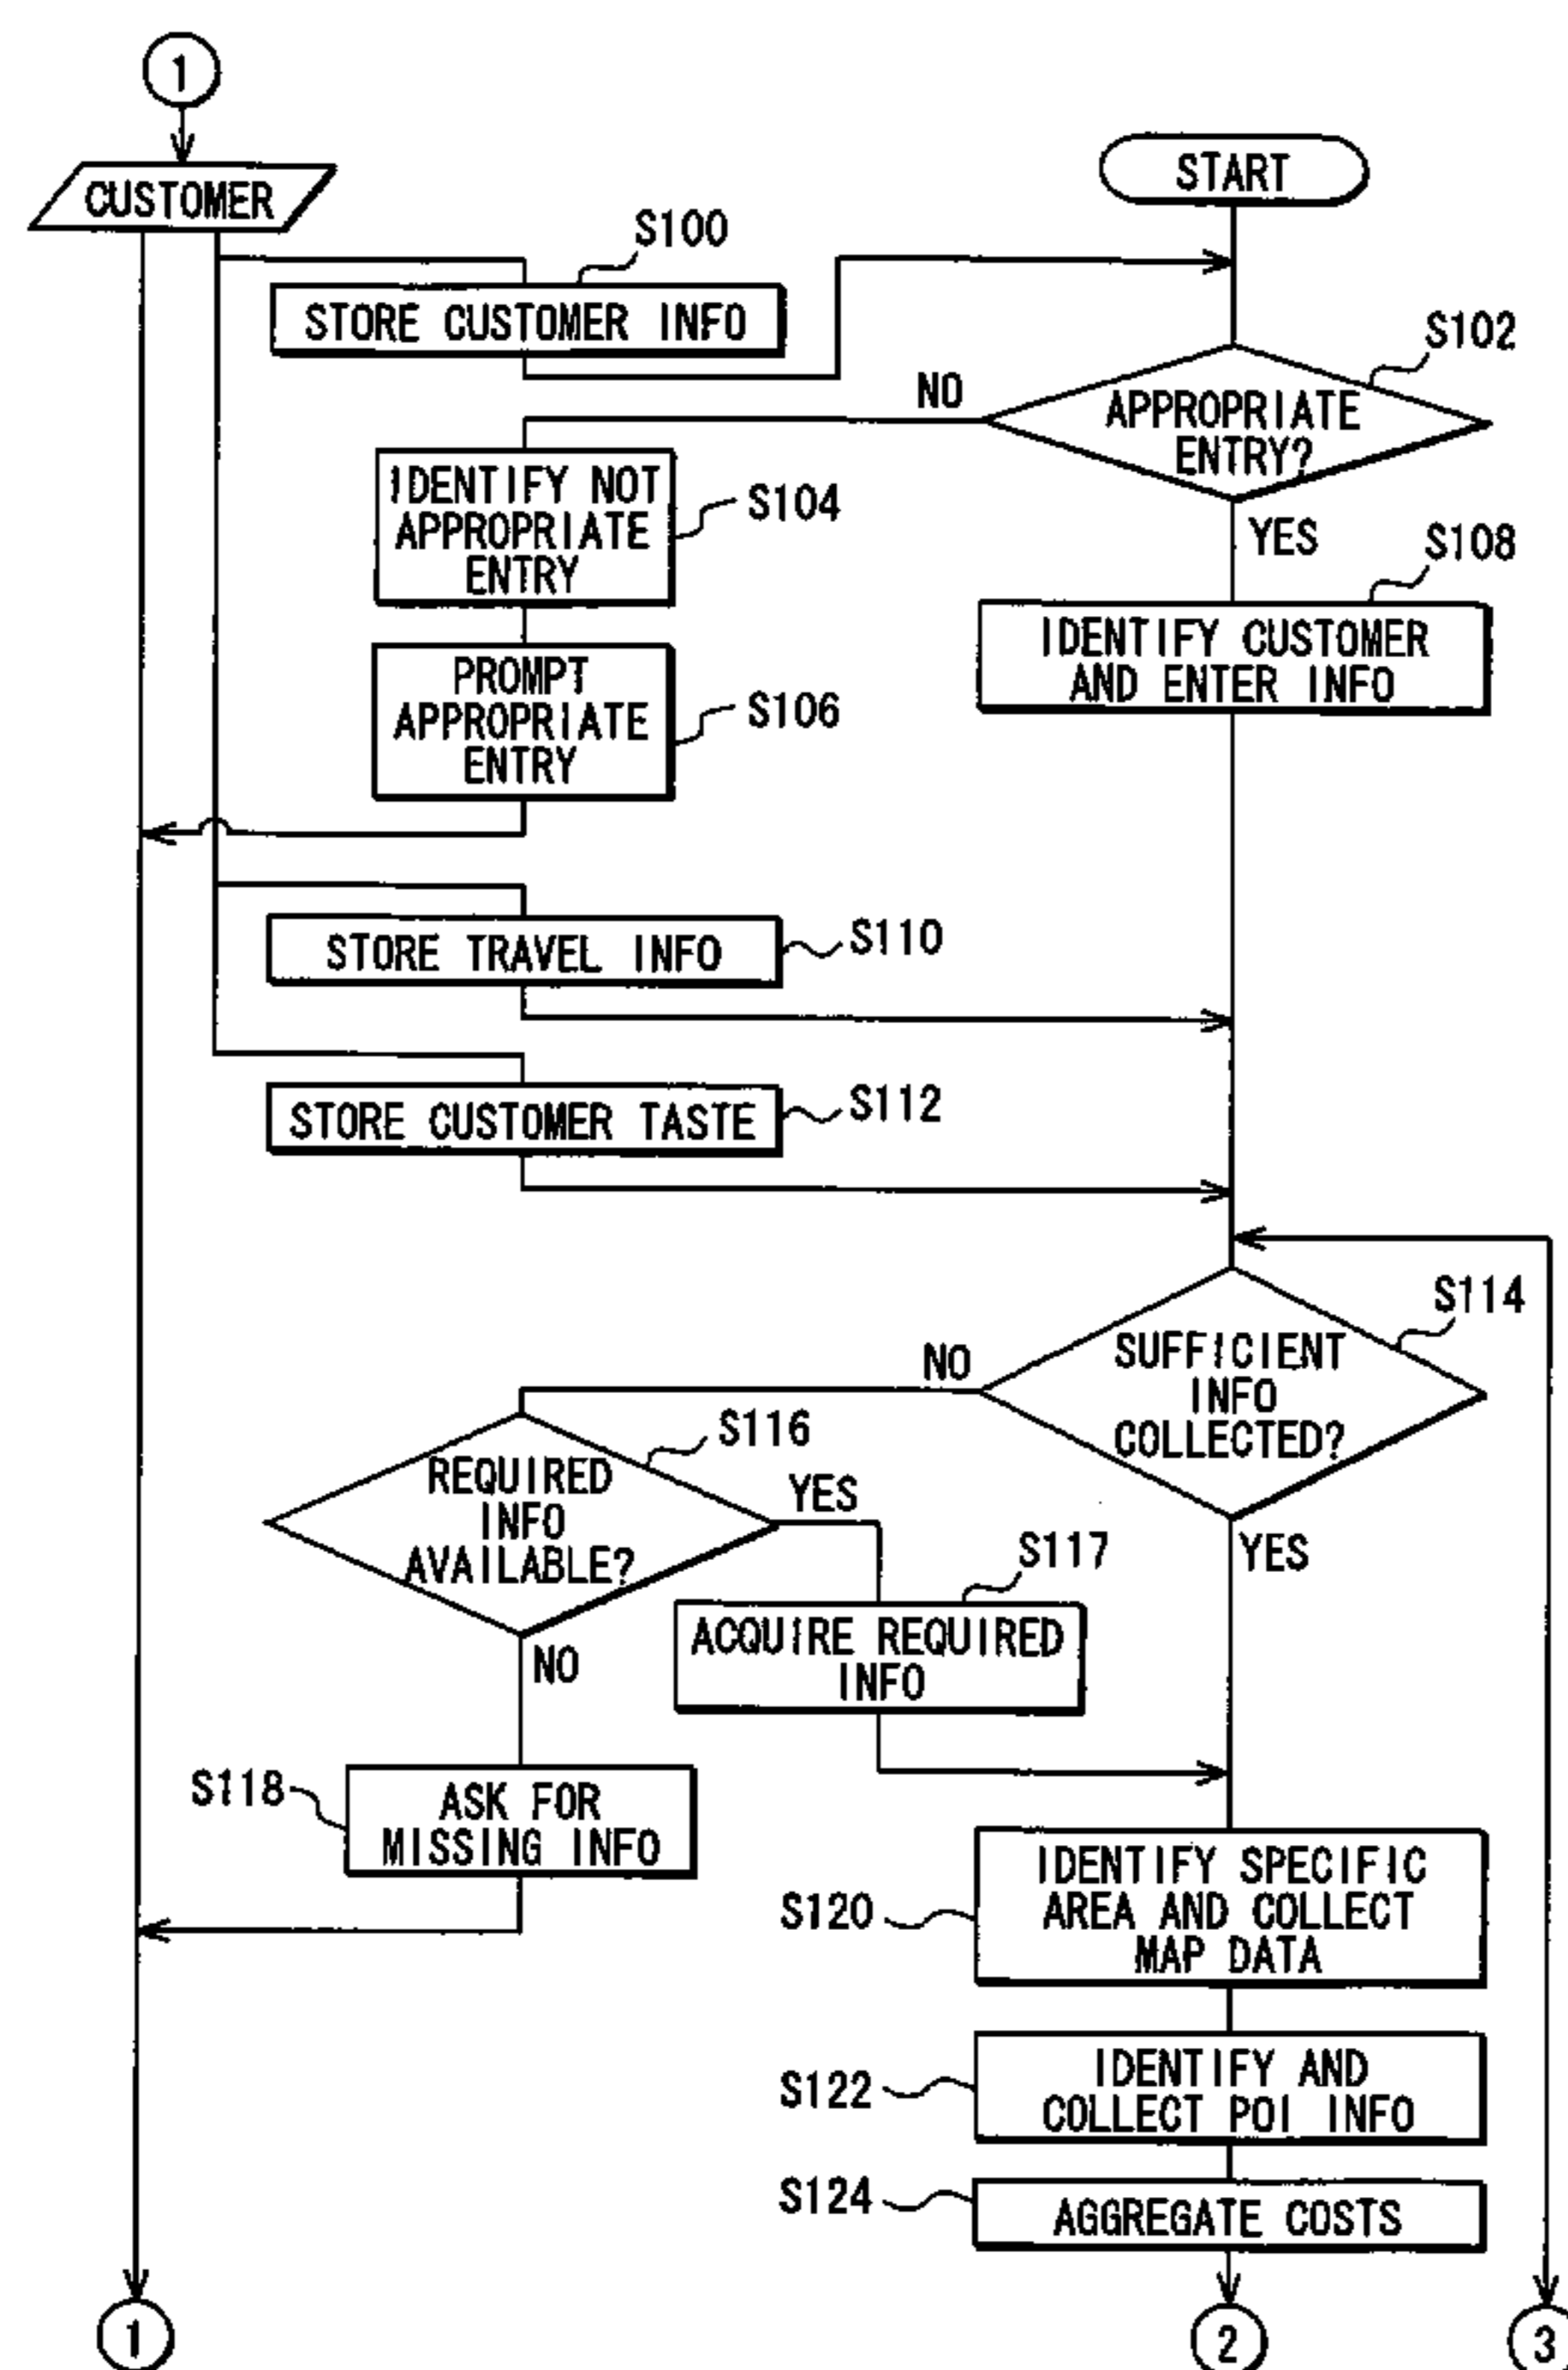 1
CUSTOMER
START
S100
STORE CUSTOMER INFO
S102
NO
APPROPRIATE
ENTRY?
IDENTIFY NOT
APPROPRIATE
ENTRY
S104
YES
S108
IDENTIFY CUSTOMER
AND ENTER INFO
PROMPT
APPROPRIATE
ENTRY
S106
STORE TRAVEL INFO
S110
STORE CUSTOMER TASTE
S112
S114
NO
SUFFICIENT
INFO
COLLECTED?
S116
REQUIRED
INFO
AVAILABLE?
YES
YES
S117
ACQUIRE REQUIRED
INFO
NO
S118
ASK FOR
MISSING INFO
S120
IDENTIFY SPECIFIC
AREA AND COLLECT
MAP DATA
S122
IDENTIFY AND
COLLECT POI INFO
S124
AGGREGATE COSTS
1
2
3